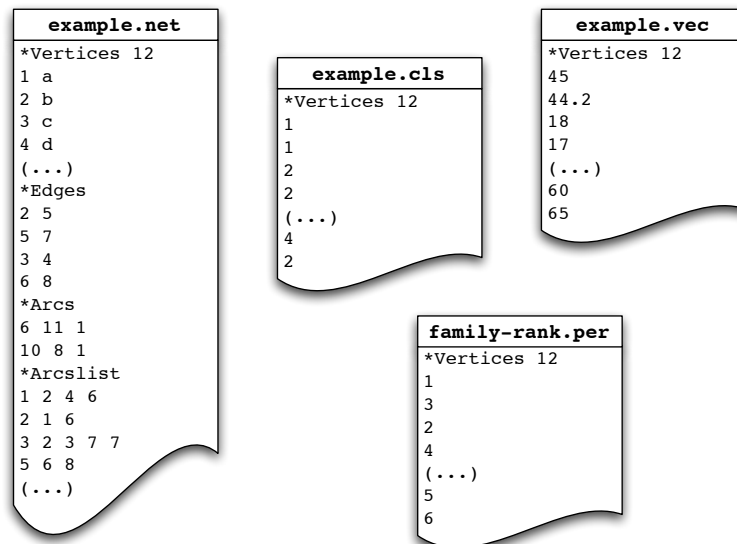 example.net
*Vertices 12
1 a
2 b
3 c
4 d
(...)
*Edges
2 5
5 7
3 4
6 8
*Arcs
6 11 1
10 8 1
*Arcslist
1 2 4 6
2 1 6
3 2 3 7 7
5 6 8
(...)
example.cls
*Vertices 12
1
1
2
2
(...)
4
2
example.vec
*Vertices 12
45
44.2
18
17
(...)
60
65
family-rank.per
*Vertices 12
1
3
2
4
(...)
5
6